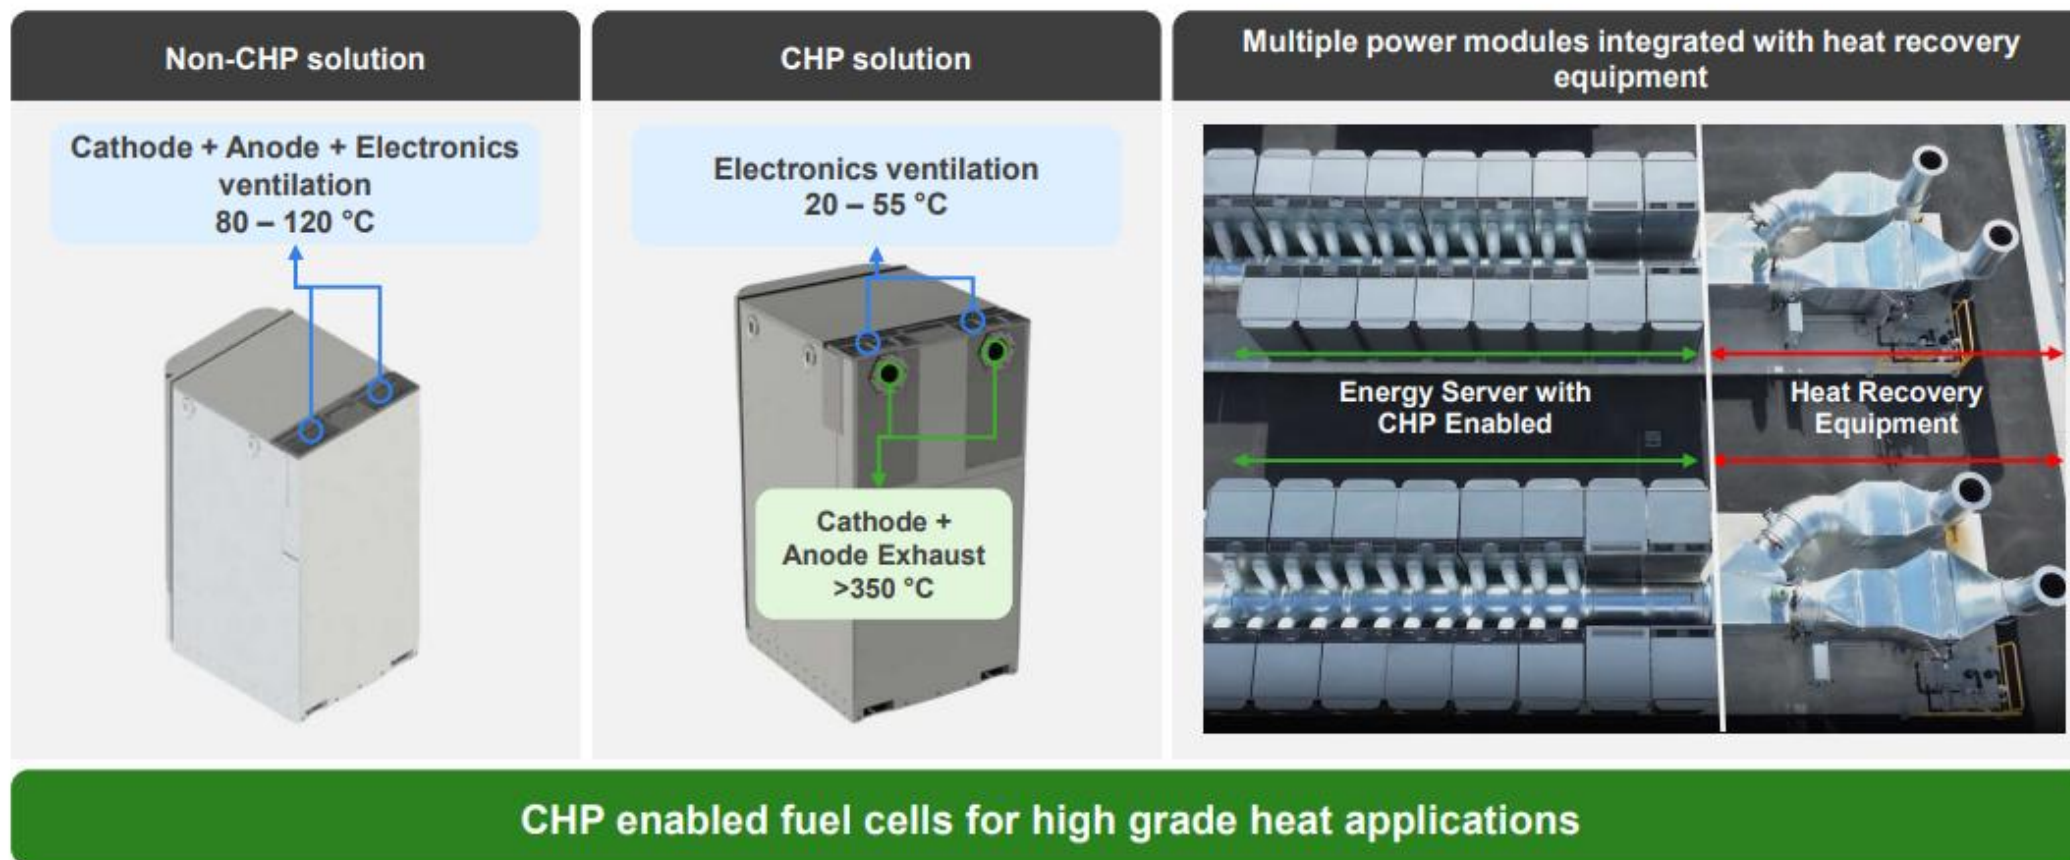 Non-CHP solution
Cathode + Anode + Electronics
ventilation
80 – 120 °C
CHP solution
Electronics ventilation
20 – 55 °C
Cathode +
Anode Exhaust
>350 °C
Multiple power modules integrated with heat recovery
equipment
Energy Server with
CHP Enabled
Heat Recovery
Equipment
CHP enabled fuel cells for high grade heat applications